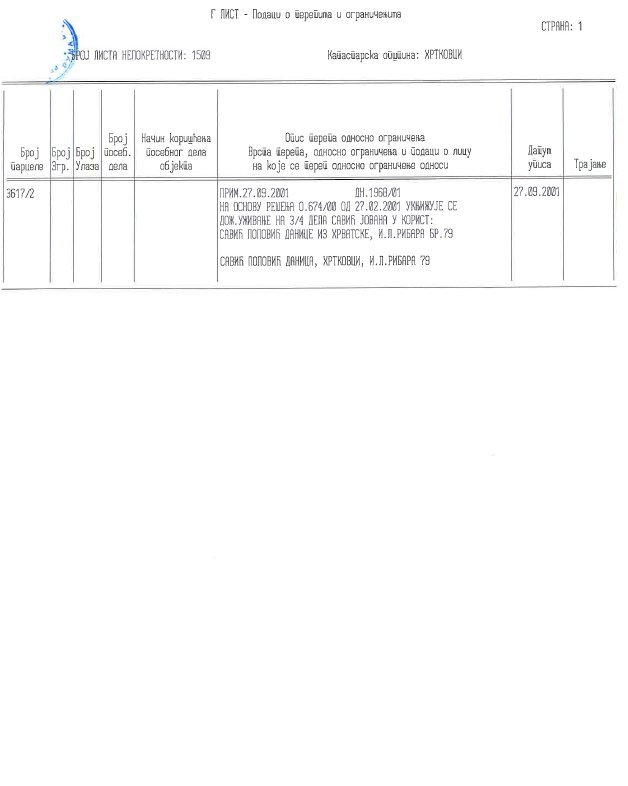 Г ЛИСТ - Подаци о теретима и ограничењима
СТРАНА: 1
БРОЈ ЛИСТА НЕПОКРЕТНОСТИ: 1509
Катастарска општина: ХРТКОВЦИ
Број парцеле
Број Згр.
Број Улаза
Број посеб. дела
Начин коришћења посебног дела објекта
Опис терета односно ограничења
Врста терета, односно ограничења и подаци о лицу
на које се терет односно ограничење односи
Датум уписа
Трајање
3617/2
ПРИМ.27.09.2001 ДН.1968/01
27.09.2001
НА ОСНОВУ РЕШЕЊА О.674/00 ОД 27.02.2001 УКЊИЖУЈЕ СЕ
ДОЖ.УЖИВАЊЕ НА 3/4 ДЕЛА САВИЋ ЈОВАНА У КОРИСТ:
САВИЋ ПОПОВИЋ ДАНИЦЕ ИЗ ХРВАТСКЕ, И.Л.РИБАРА БР.79
САВИЋ ПОПОВИЋ ДАНИЦА, ХРТКОВЦИ, И.Л.РИБАРА 79